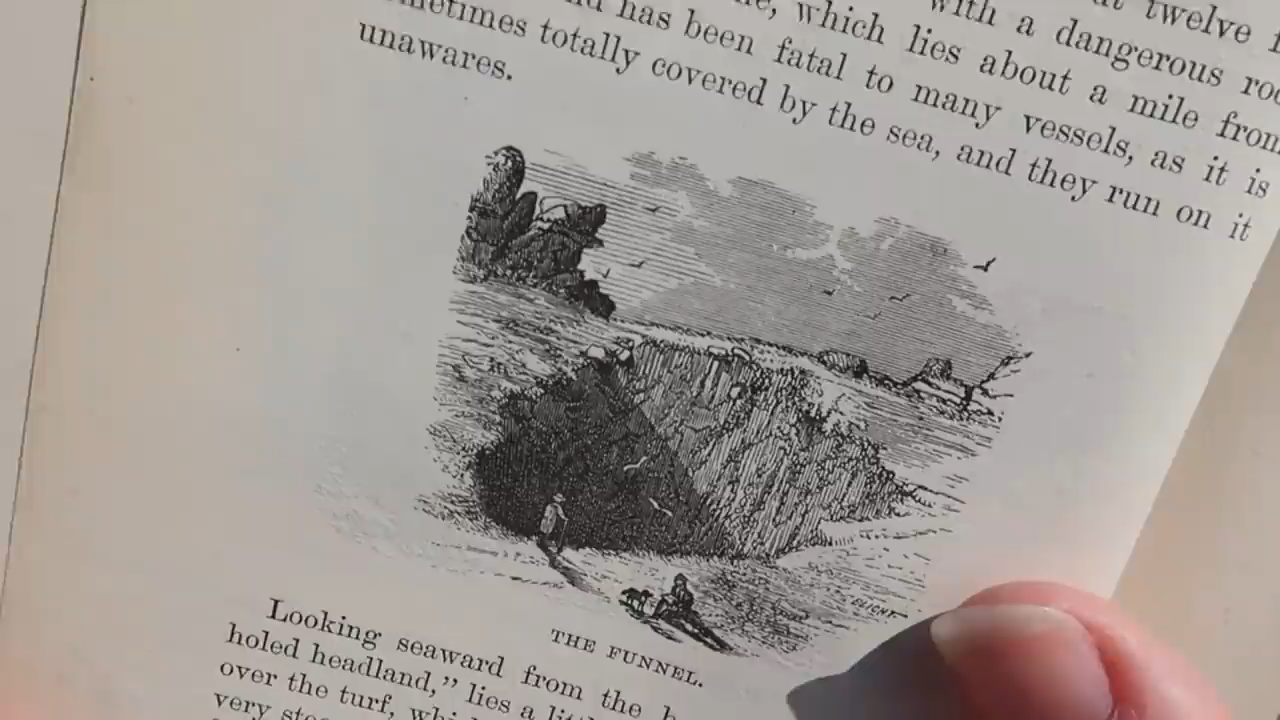 twelve
with a dangerous
which lies about a mile from
has been fatal to many vessels, as it is
totally covered by the sea, and they run on it
unawares.
THE FUNNEL.
Looking seaward from the
holed headland," lies a
over the turf,
very